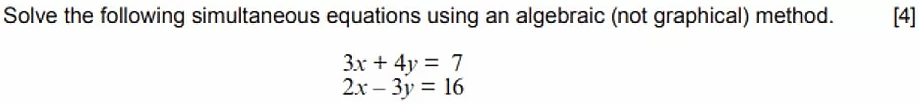 Solve the following simultaneous equations using an algebraic (not graphical) method. [4]
3x + 4y = 7
2x – 3y = 16